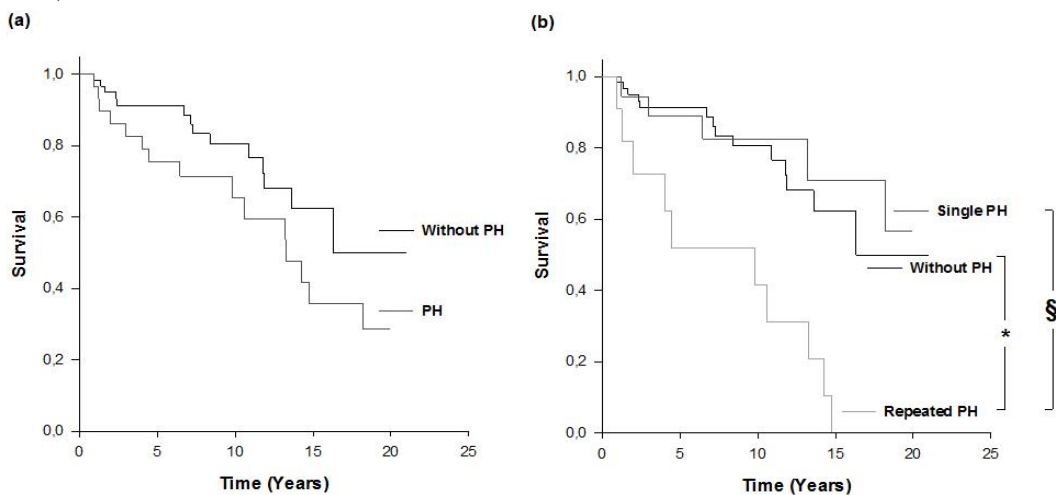 (a)
1,0
0,8
0,6
0,4
0,2
0,0
Survival
Without PH
PH
0 5 10 15 20 25
Time (Years)
(b)
1,0
0,8
0,6
0,4
0,2
0,0
Survival
Single PH
Without PH
Repeated PH
*
§
0 5 10 15 20 25
Time (Years)